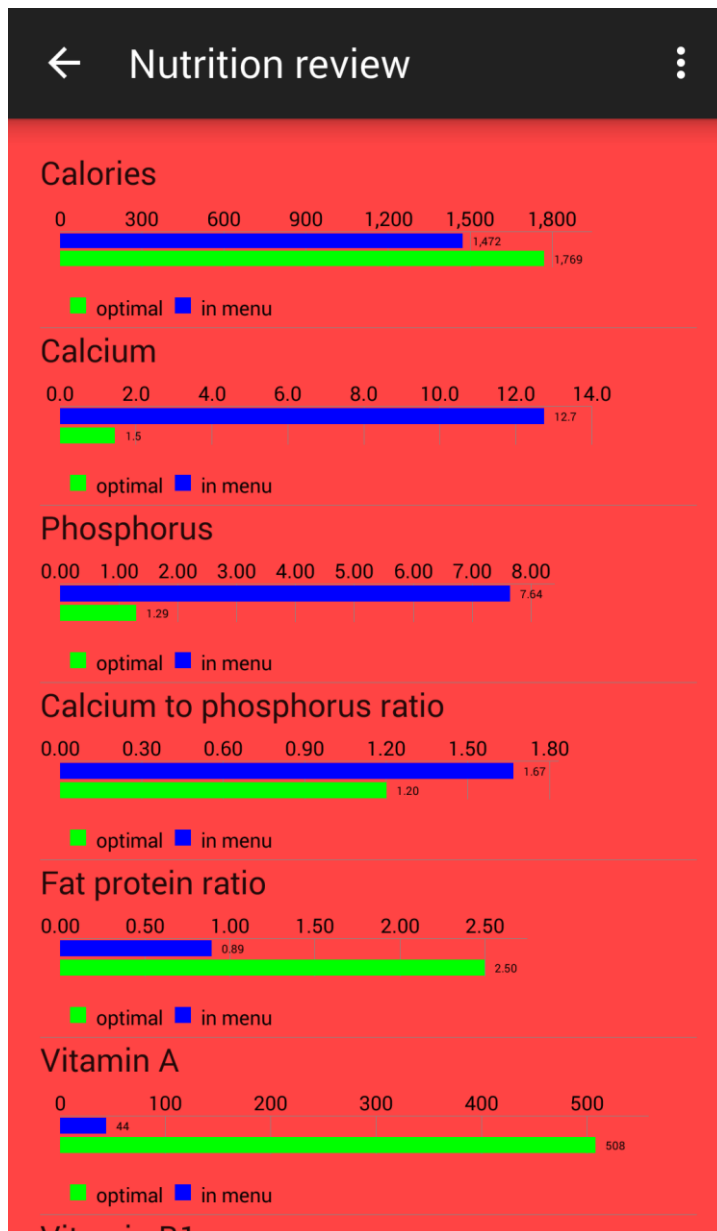 Nutrition review
Calories
0 300 600 900 1,200 1,500 1,800
1,472
1,769
optimal in menu
Calcium
0.0 2.0 4.0 6.0 8.0 10.0 12.0 14.0
12.7
1.5
optimal in menu
Phosphorus
0.00 1.00 2.00 3.00 4.00 5.00 6.00 7.00 8.00
7.64
1.29
optimal in menu
Calcium to phosphorus ratio
0.00 0.30 0.60 0.90 1.20 1.50 1.80
1.67
1.20
optimal in menu
Fat protein ratio
0.00 0.50 1.00 1.50 2.00 2.50
0.89
2.50
optimal in menu
Vitamin A
0 100 200 300 400 500
44
508
optimal in menu
Vitamin B1